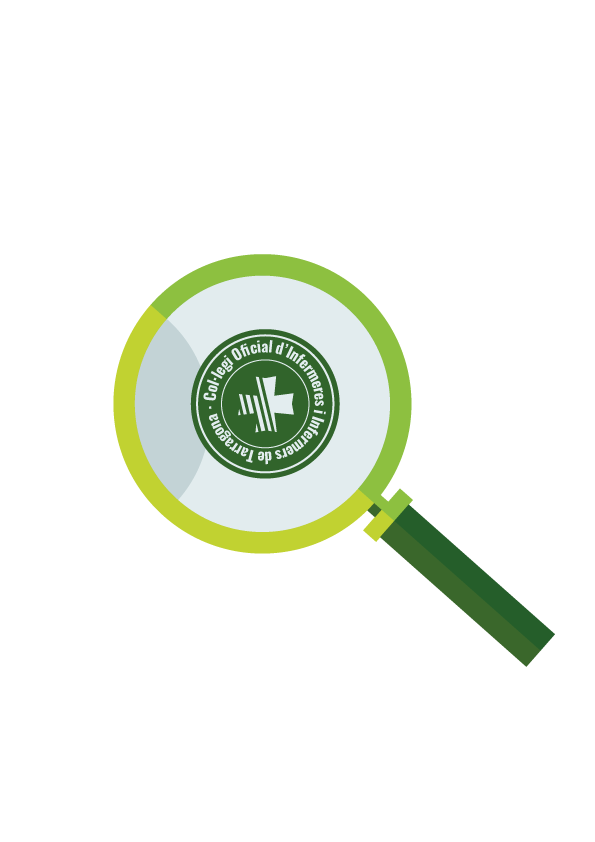 Col·legi Oficial d'Infermeres i Infermers de Tarragona ·